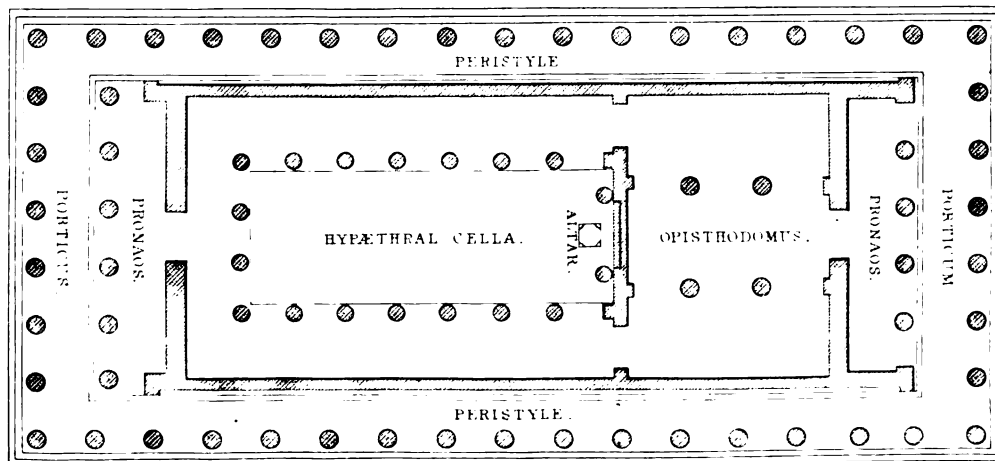 PERISTYLE
PORTICUS
PRONAOS.
HYPÆTHRAL CELLA.
ALTAR.
OPISTHODOMUS.
PRONAOS.
PORTICUM
PERISTYLE.